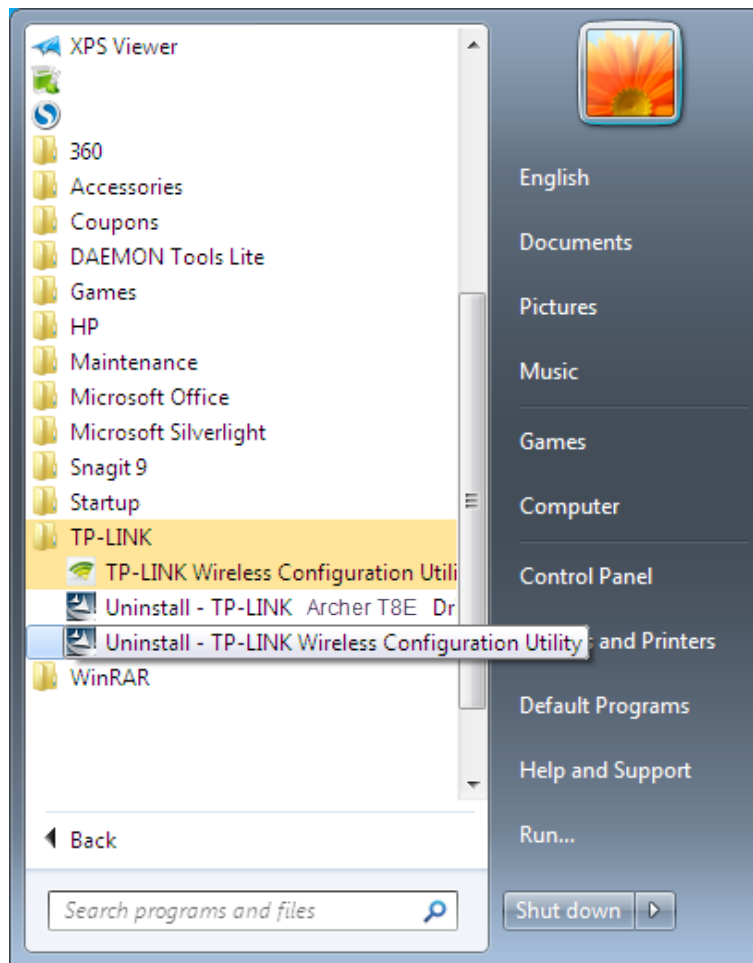 XPS Viewer
360
Accessories
Coupons
DAEMON Tools Lite
Games
HP
Maintenance
Microsoft Office
Microsoft Silverlight
Snagit 9
Startup
TP-LINK
TP-LINK Wireless Configuration Utili
Uninstall - TP-LINK Archer T8E Dr
Uninstall - TP-LINK Wireless Configuration Utility
WinRAR
Back
Search programs and files
English
Documents
Pictures
Music
Games
Computer
Control Panel
and Printers
Default Programs
Help and Support
Run...
Shut down